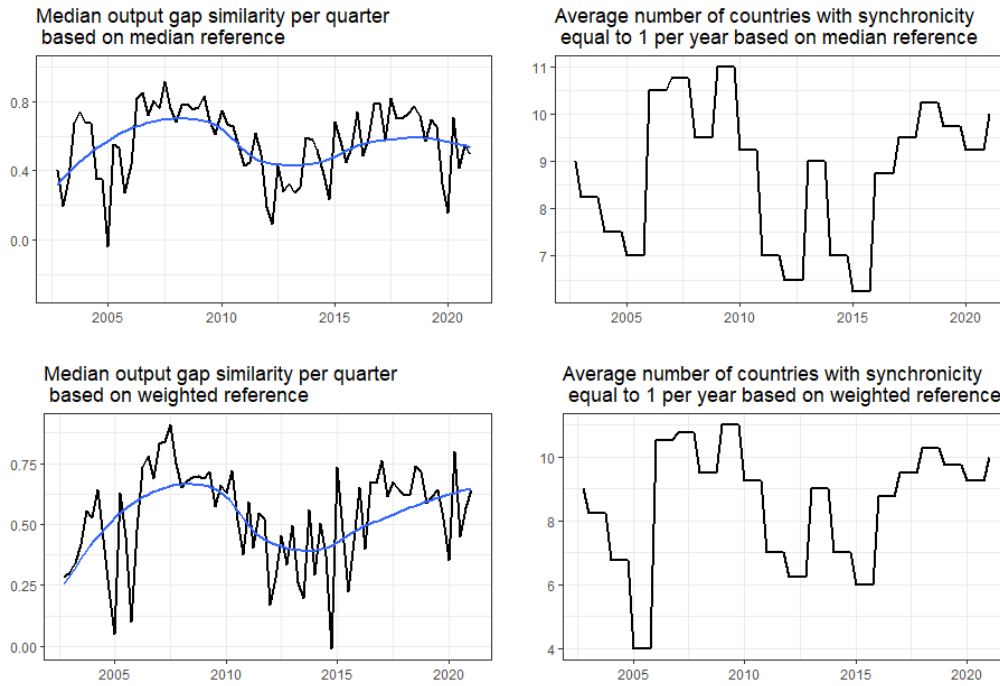 Median output gap similarity per quarter
based on median reference
0.8
0.4
0.0
2005 2010 2015 2020
Average number of countries with synchronicity
equal to 1 per year based on median reference
11
10
9
8
7
2005 2010 2015 2020
Median output gap similarity per quarter
based on weighted reference
0.75
0.50
0.25
0.00
2005 2010 2015 2020
Average number of countries with synchronicity
equal to 1 per year based on weighted reference
10
8
6
4
2005 2010 2015 2020